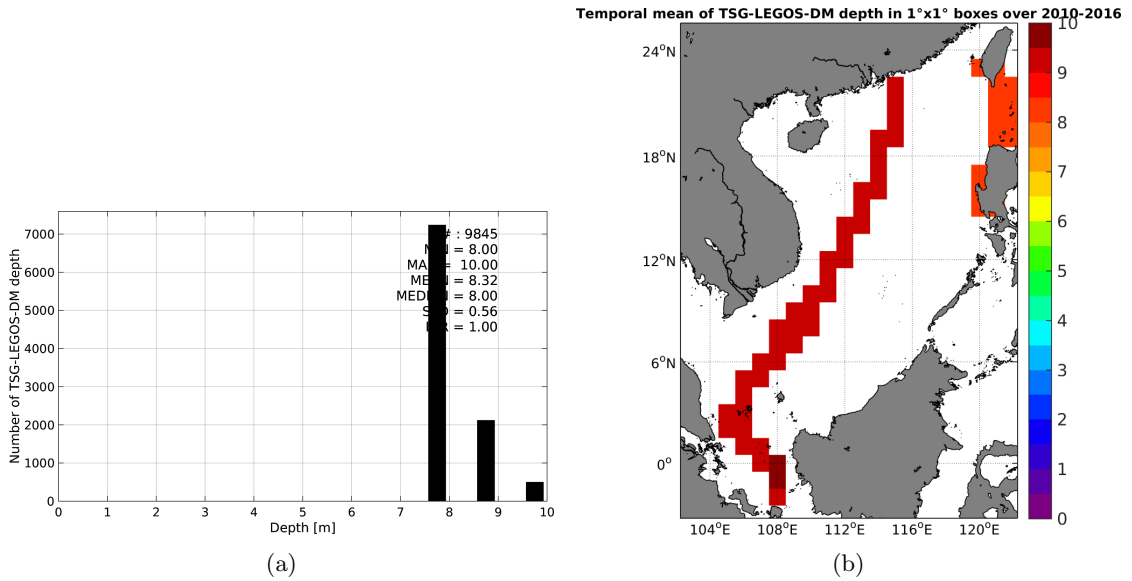 Temporal mean of TSG-LEGOS-DM depth in 1°x1° boxes over 2010-2016
Number of TSG-LEGOS-DM depth
7000
6000
5000
4000
3000
2000
1000
0
# : 9845
= 8.00
= 10.00
= 8.32
= 8.00
= 0.56
= 1.00
0 1 2 3 4 5 6 7 8 9 10
Depth [m]
(a)
24°N
18°N
12°N
6°N
0°
104°E 108°E 112°E 116°E 120°E
10
9
8
7
6
5
4
3
2
1
0
(b)